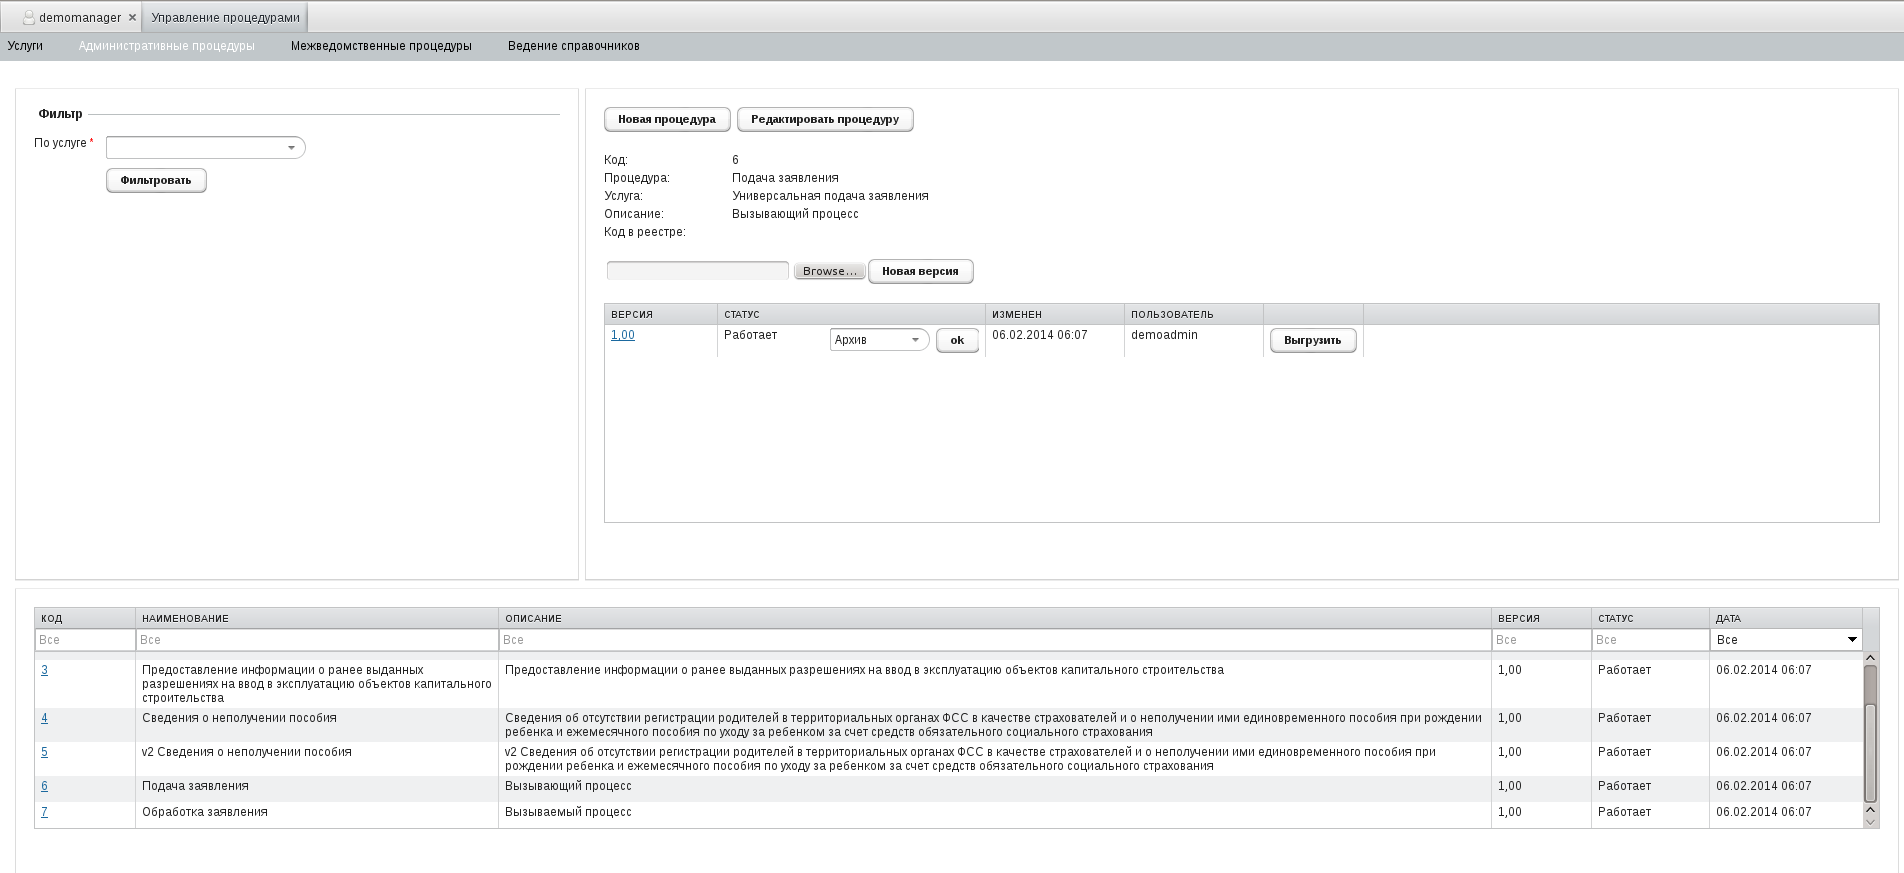 demomanager × Управление процедурами
Услуги Административные процедуры Межведомственные процедуры Ведение справочников
Фильтр
По услуге *
Фильтровать
Новая процедура Редактировать процедуру
Код: 6
Процедура: Подача заявления
Услуга: Универсальная подача заявления
Описание: Вызывающий процесс
Код в реестре:
Browse... Новая версия
ВЕРСИЯ СТАТУС ИЗМЕНЕН ПОЛЬЗОВАТЕЛЬ
1,00 Работает Архив ok 06.02.2014 06:07 demoadmin Выгрузить
КОД НАИМЕНОВАНИЕ ОПИСАНИЕ ВЕРСИЯ СТАТУС ДАТА
Все Все Все Все Все Все
3 Предоставление информации о ранее выданных Предоставление информации о ранее выданных разрешениях на ввод в эксплуатацию объектов капитального строительства 1,00 Работает 06.02.2014 06:07
разрешениях на ввод в эксплуатацию объектов капитального
строительства
4 Сведения о неполучении пособия Сведения об отсутствии регистрации родителей в территориальных органах ФСС в качестве страхователей и о неполучении ими единовременного пособия при рождении 1,00 Работает 06.02.2014 06:07
ребенка и ежемесячного пособия по уходу за ребенком за счет средств обязательного социального страхования
5 v2 Сведения о неполучении пособия v2 Сведения об отсутствии регистрации родителей в территориальных органах ФСС в качестве страхователей и о неполучении ими единовременного пособия при 1,00 Работает 06.02.2014 06:07
рождении ребенка и ежемесячного пособия по уходу за ребенком за счет средств обязательного социального страхования
6 Подача заявления Вызывающий процесс 1,00 Работает 06.02.2014 06:07
7 Обработка заявления Вызываемый процесс 1,00 Работает 06.02.2014 06:07